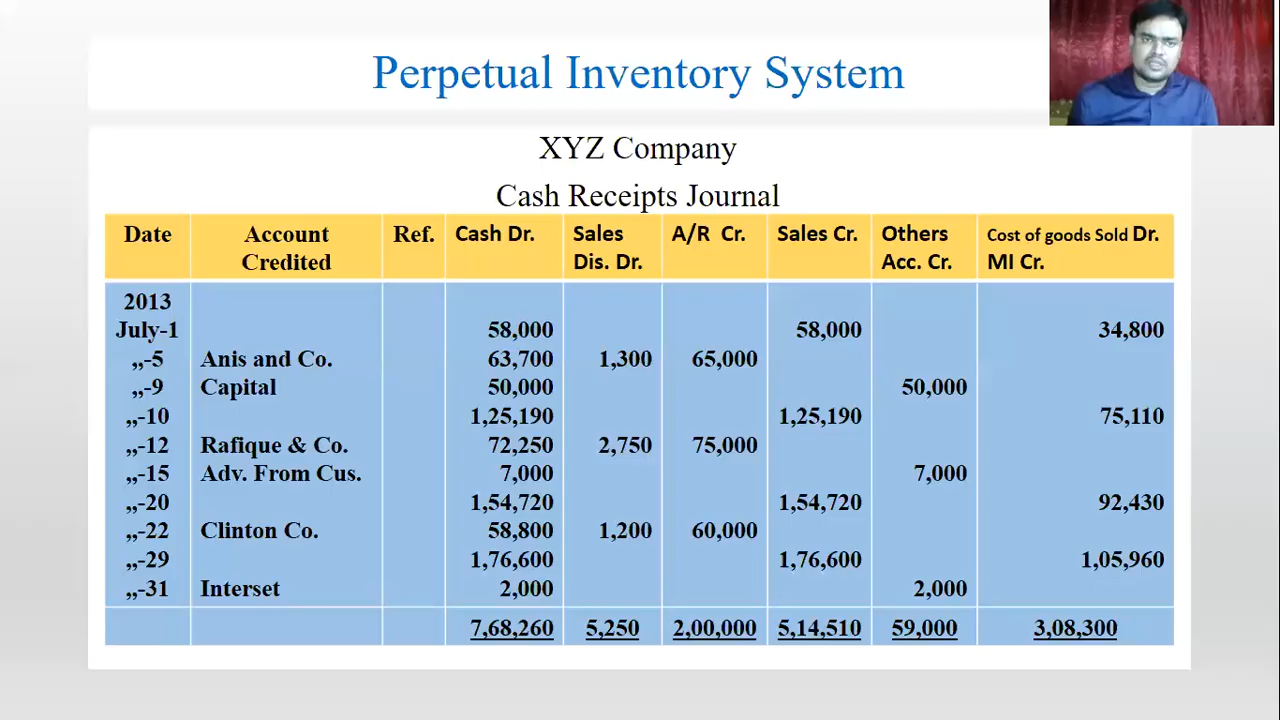 Perpetual Inventory System
XYZ Company
Cash Receipts Journal
Date Account Credited Ref. Cash Dr. Sales Dis. Dr. A/R Cr. Sales Cr. Others Acc. Cr. Cost of goods Sold Dr. MI Cr.
2013
July-1 58,000 58,000 34,800
„-5 Anis and Co. 63,700 1,300 65,000
„-9 Capital 50,000 50,000
„-10 1,25,190 1,25,190 75,110
„-12 Rafique & Co. 72,250 2,750 75,000
„-15 Adv. From Cus. 7,000 7,000
„-20 1,54,720 1,54,720 92,430
„-22 Clinton Co. 58,800 1,200 60,000
„-29 1,76,600 1,76,600 1,05,960
„-31 Interset 2,000 2,000
7,68,260 5,250 2,00,000 5,14,510 59,000 3,08,300